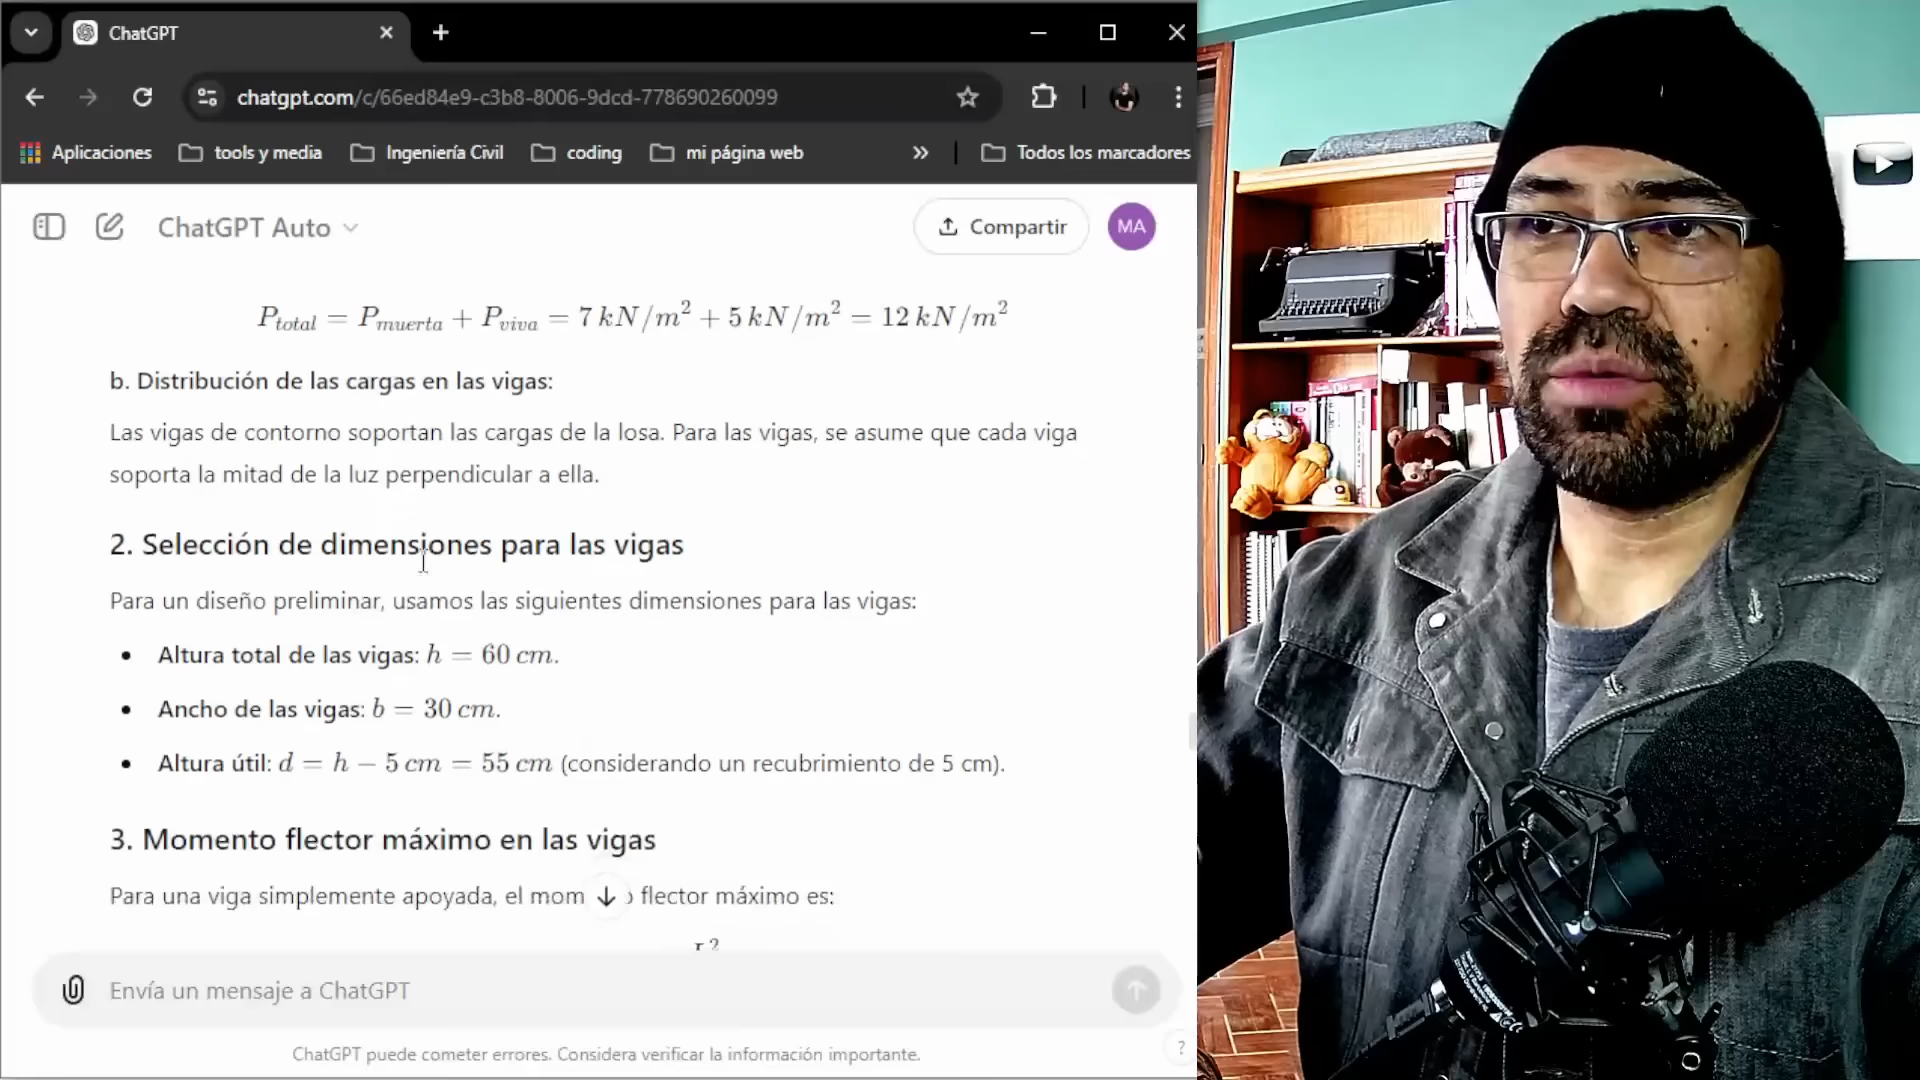 ChatGPT
chatgpt.com/c/66ed84e9-c3b8-8006-9dcd-778690260099
Aplicaciones tools y media Ingeniería Civil coding mi página web » Todos los marcadores
ChatGPT Auto Compartir MA
P_total = P_muerta + P_viva = 7 kN/m² + 5 kN/m² = 12 kN/m²
b. Distribución de las cargas en las vigas:
Las vigas de contorno soportan las cargas de la losa. Para las vigas, se asume que cada viga
soporta la mitad de la luz perpendicular a ella.
2. Selección de dimensiones para las vigas
Para un diseño preliminar, usamos las siguientes dimensiones para las vigas:
• Altura total de las vigas: h = 60 cm.
• Ancho de las vigas: b = 30 cm.
• Altura útil: d = h − 5 cm = 55 cm (considerando un recubrimiento de 5 cm).
3. Momento flector máximo en las vigas
Para una viga simplemente apoyada, el mom o flector máximo es:
Envía un mensaje a ChatGPT
ChatGPT puede cometer errores. Considera verificar la información importante.
?